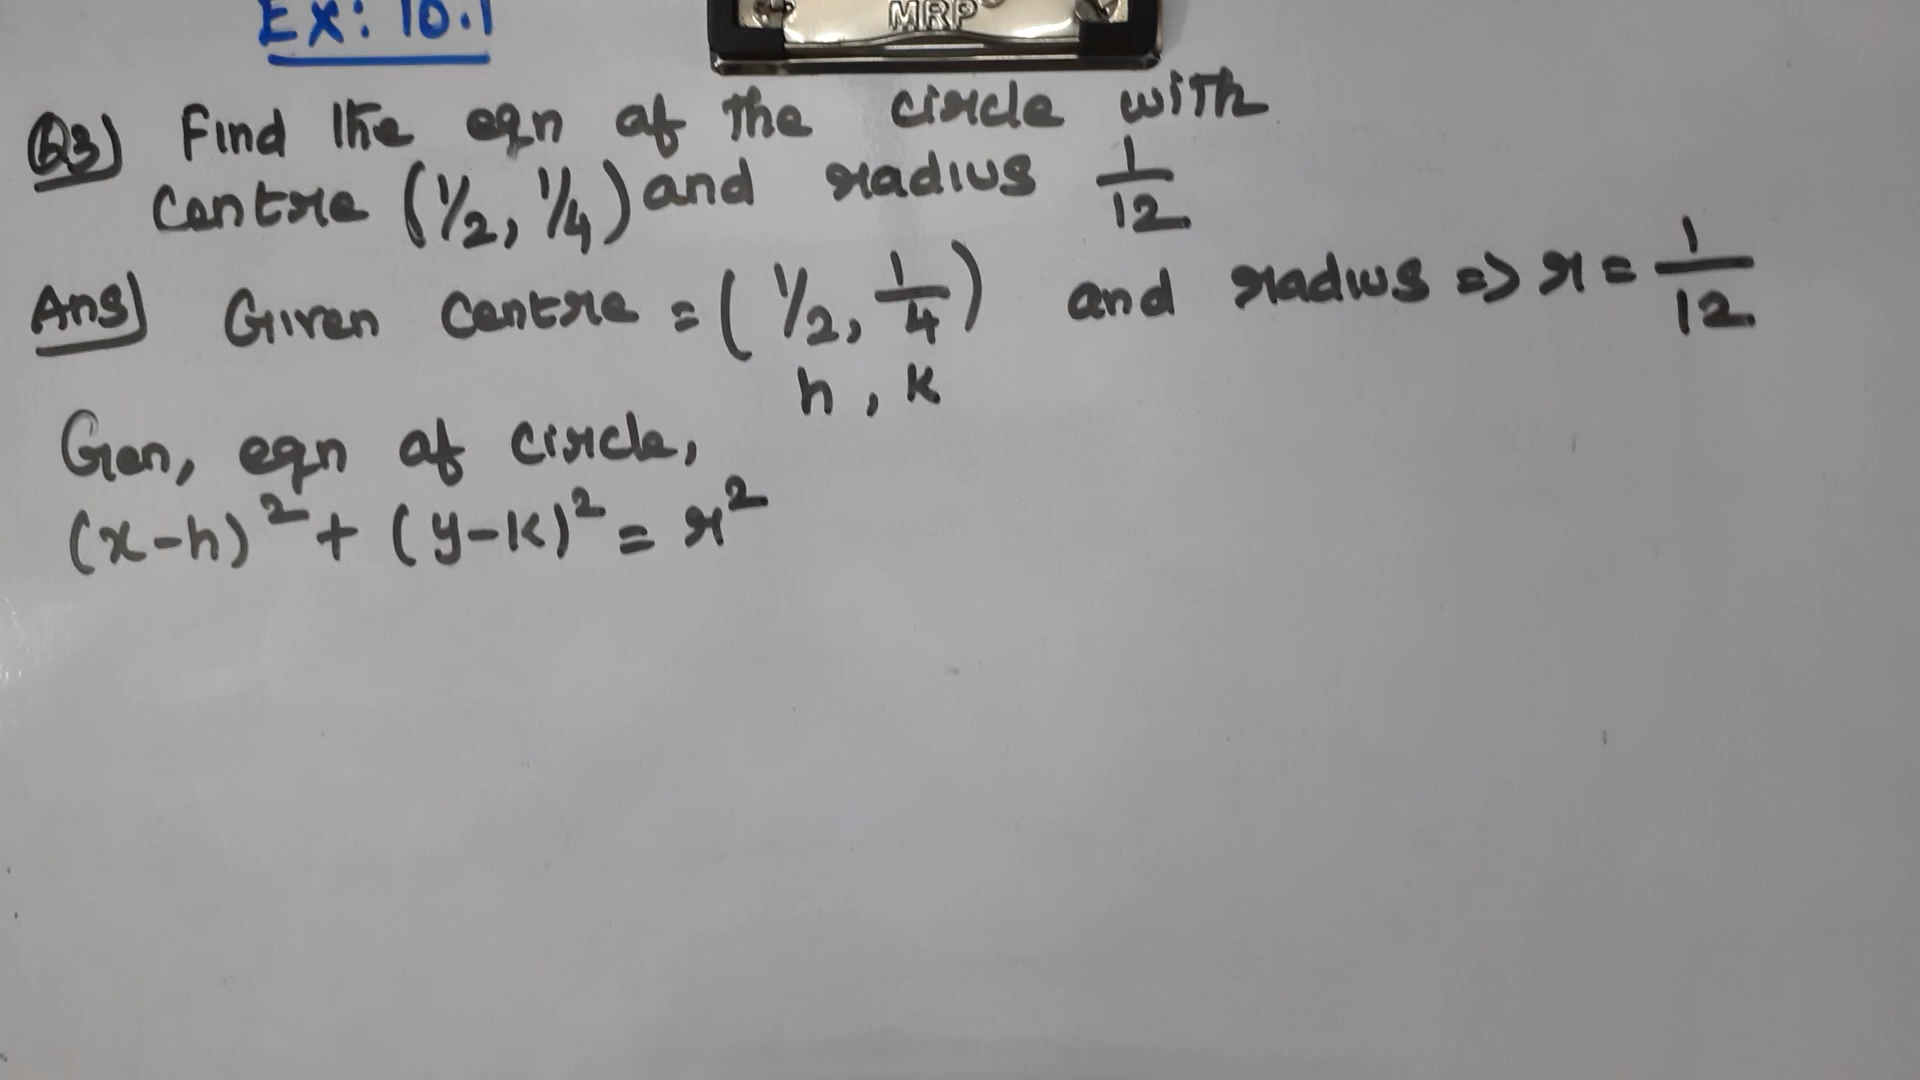 Ex: 10.1
MRP
Q3) Find the eqn of the circle with
Centre (1/2, 1/4) and radius 1/12
Ans) Given Centre = (1/2, 1/4) and radius => r = 1/12
h, k
Gen, eqn of circle,
(x-h)² + (y-k)² = r²